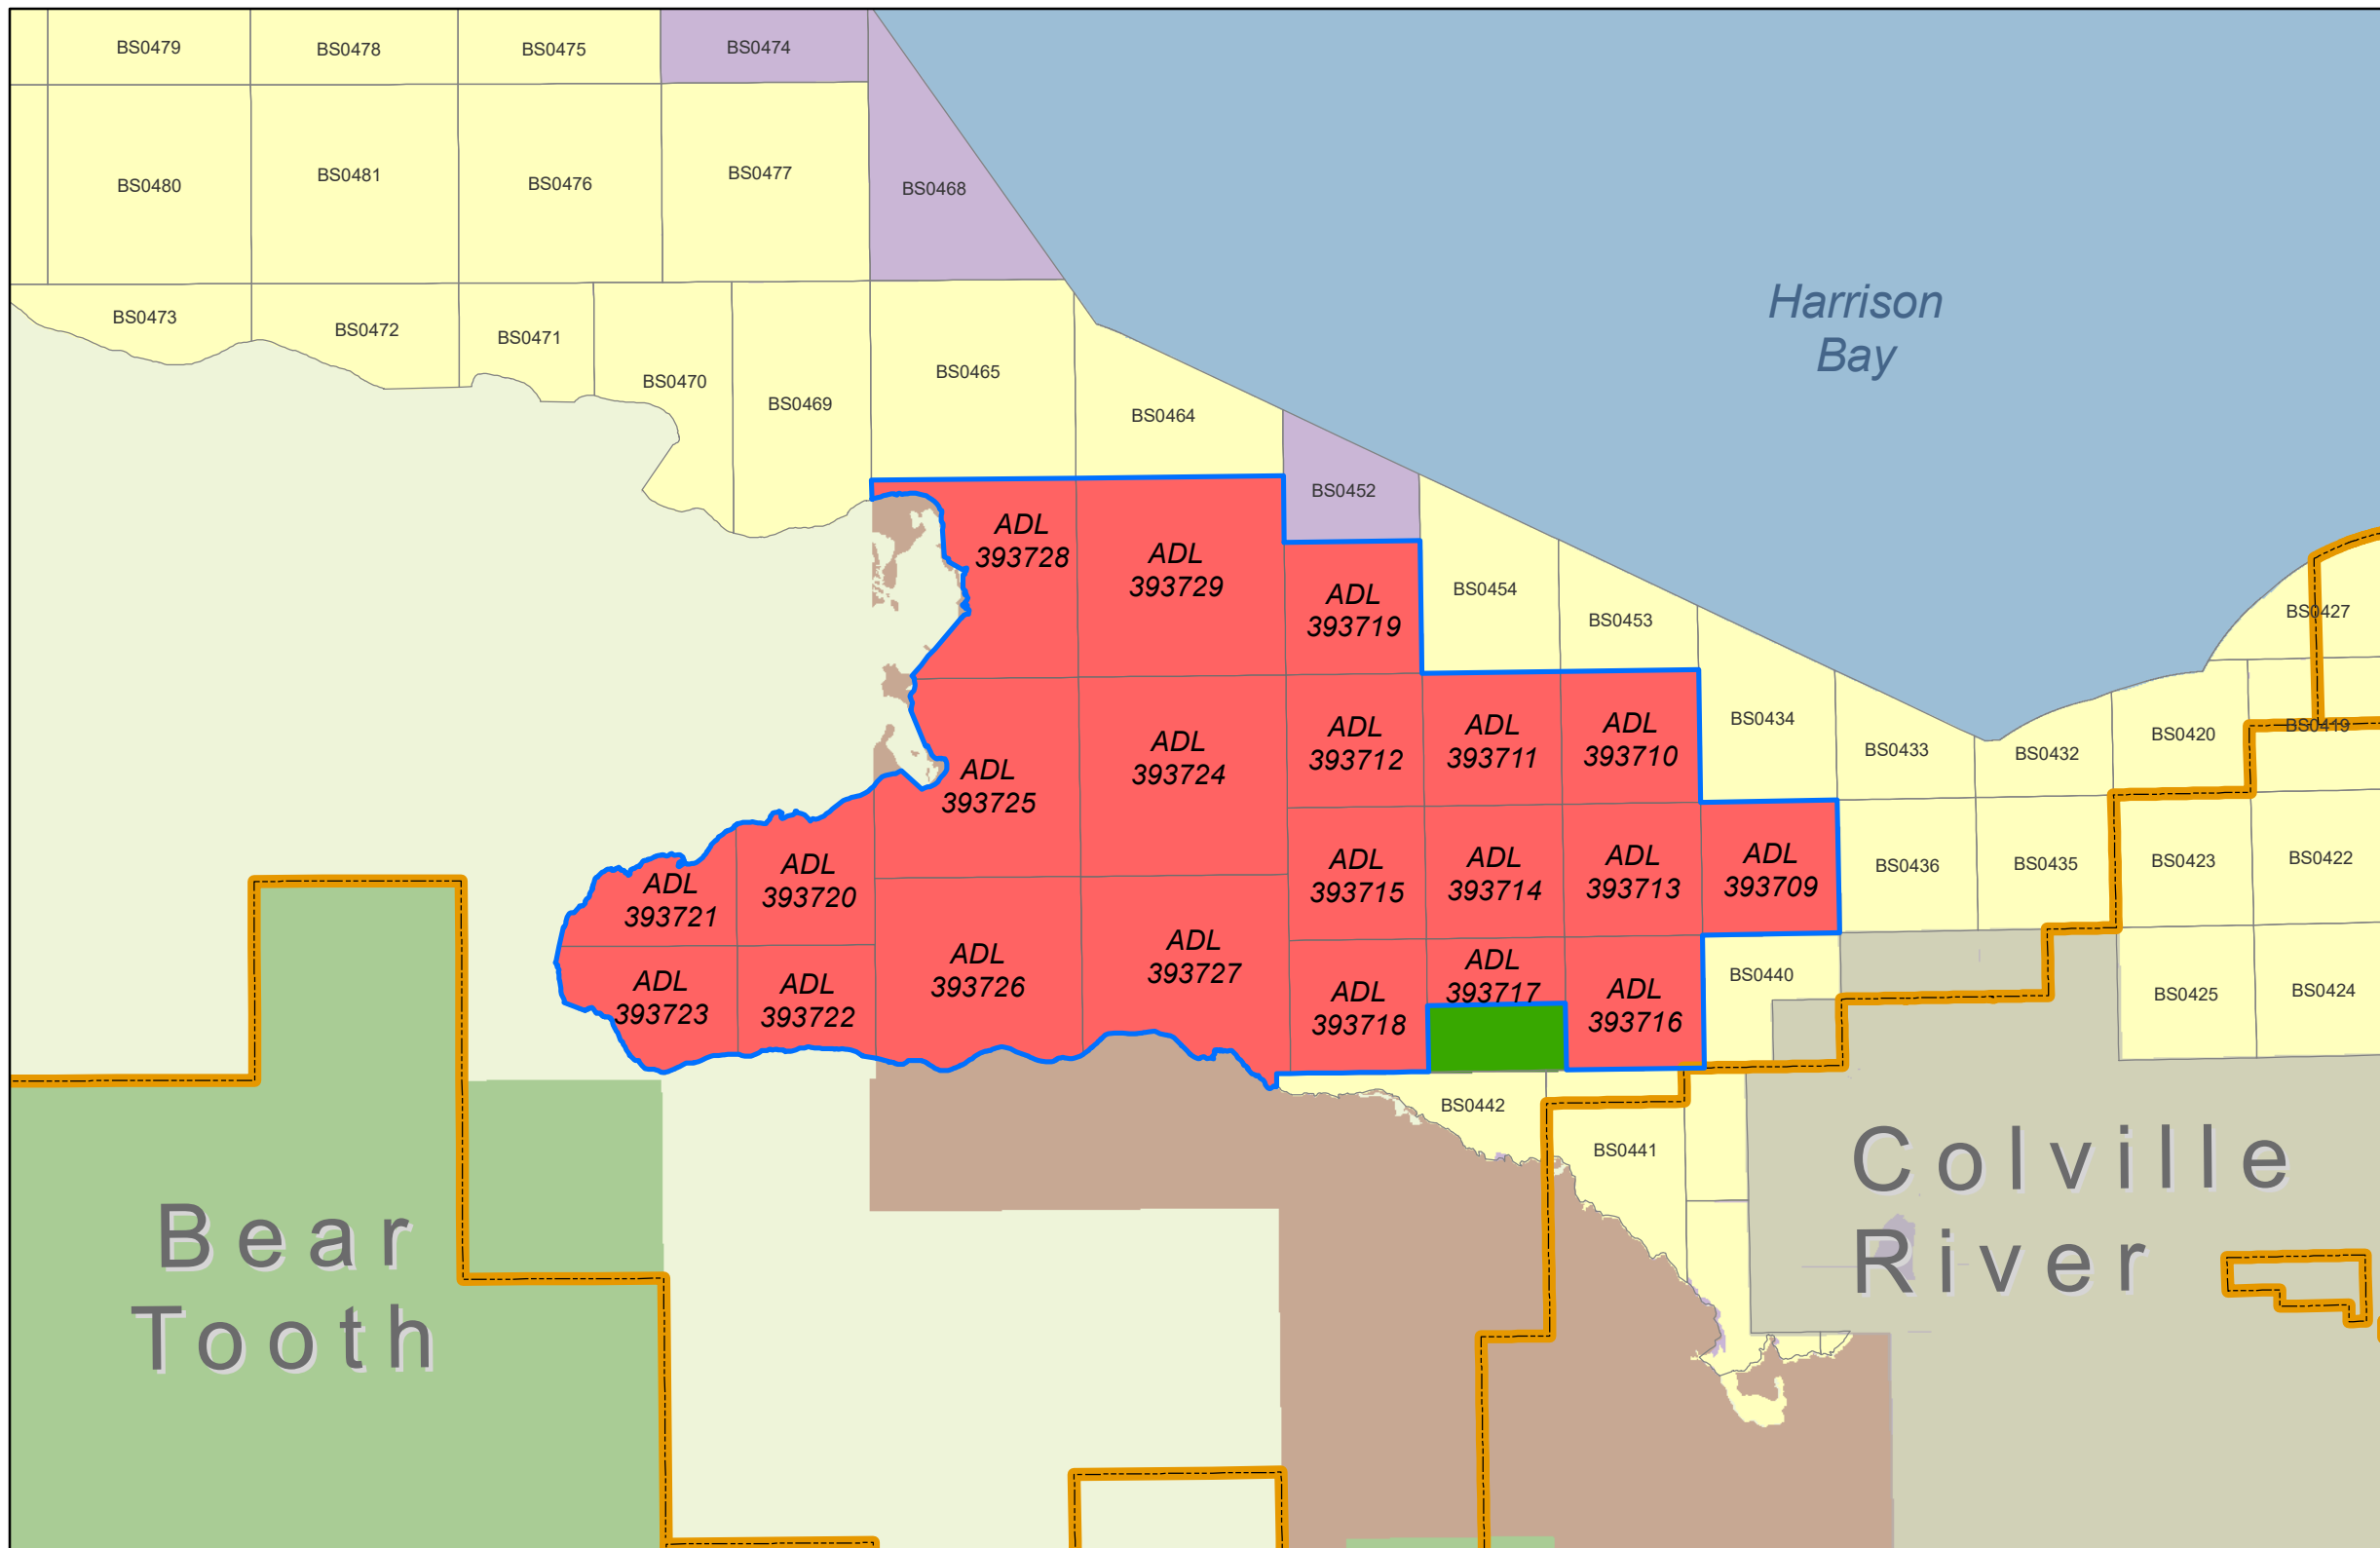 BS0479
BS0478
BS0475
BS0474
BS0480
BS0481
BS0476
BS0477
BS0468
BS0473
BS0472
BS0471
BS0470
BS0469
BS0465
BS0464
Harrison
Bay
BS0452
BS0454
BS0453
BS0427
ADL
393728
ADL
393729
ADL
393719
BS0434
BS0433
BS0432
BS0420
BS0419
ADL
393725
ADL
393724
ADL
393712
ADL
393711
ADL
393710
ADL
393721
ADL
393720
ADL
393715
ADL
393714
ADL
393713
ADL
393709
BS0436
BS0435
BS0423
BS0422
ADL
393723
ADL
393722
ADL
393726
ADL
393727
ADL
393718
ADL
393717
ADL
393716
BS0440
BS0425
BS0424
BS0442
BS0441
Colville
River
Bear
Tooth